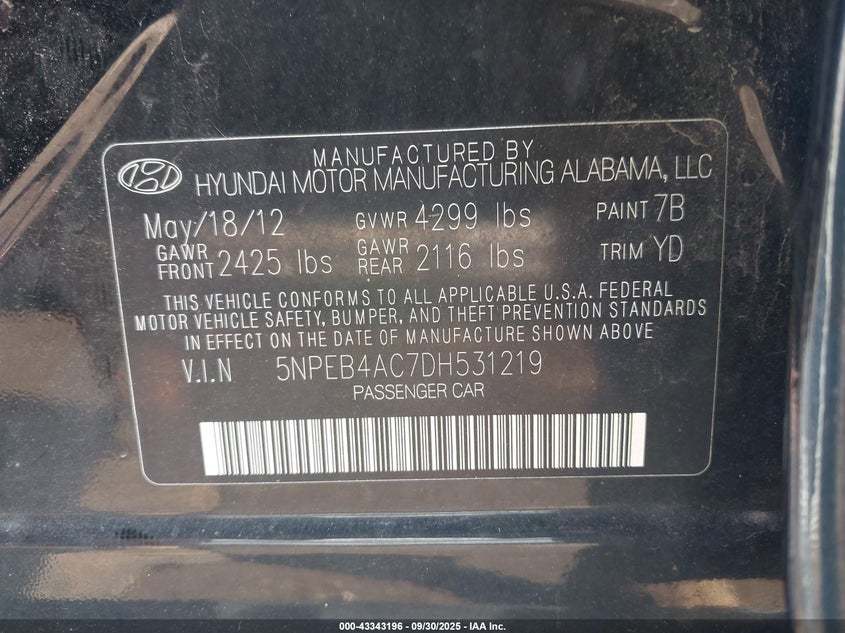 MANUFACTURED BY
HYUNDAI MOTOR MANUFACTURING ALABAMA, LLC
May/18/12 GVWR 4299 lbs PAINT 7B
GAWR FRONT 2425 lbs GAWR REAR 2116 lbs TRIM YD
THIS VEHICLE CONFORMS TO ALL APPLICABLE U.S.A. FEDERAL
MOTOR VEHICLE SAFETY, BUMPER, AND THEFT PREVENTION STANDARDS
IN EFFECT ON THE DATE OF MANUFACTURE SHOWN ABOVE
V.I.N 5NPEB4AC7DH531219
PASSENGER CAR
000-43343196 - 09/30/2025 - IAA Inc.